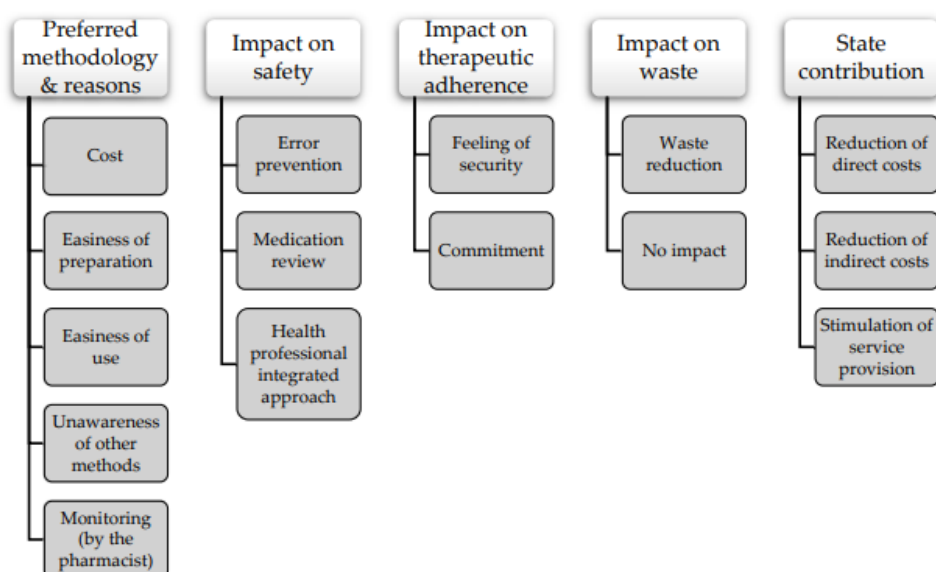 Preferred
methodology
& reasons
Cost
Easiness of
preparation
Easiness of
use
Unawareness
of other
methods
Monitoring
(by the
pharmacist)
Impact on
safety
Error
prevention
Medication
review
Health
professional
integrated
approach
Impact on
therapeutic
adherence
Feeling of
security
Commitment
Impact on
waste
Waste
reduction
No impact
State
contribution
Reduction of
direct costs
Reduction of
indirect costs
Stimulation of
service
provision